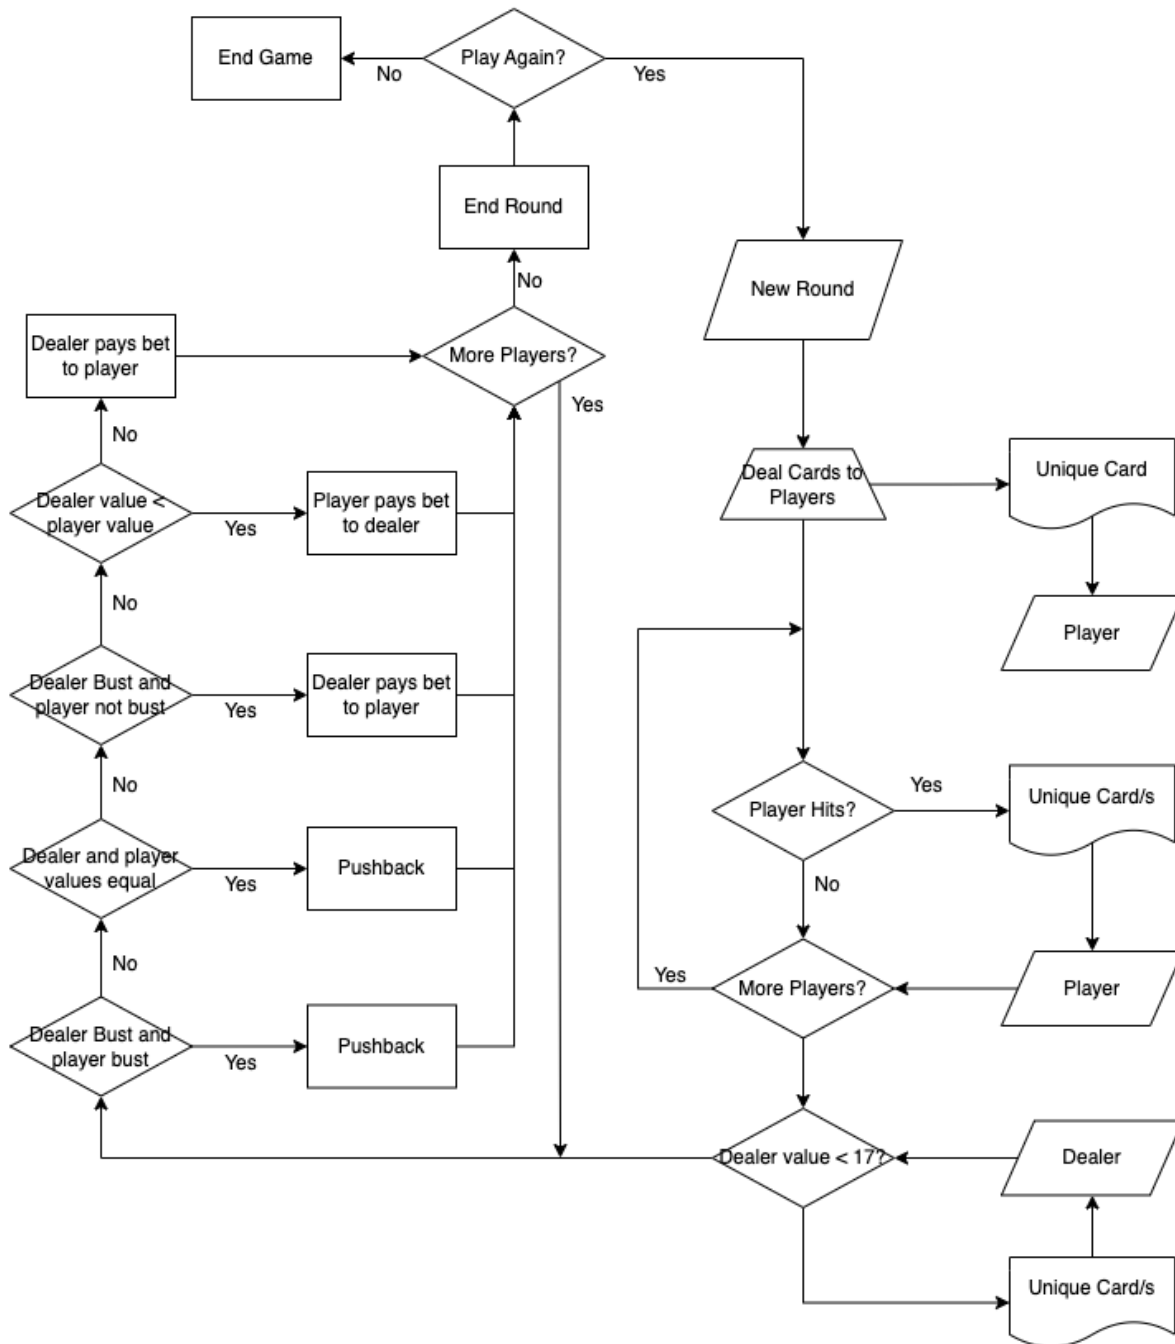 End Game
No
Play Again?
Yes
End Round
New Round
No
Dealer pays bet
to player
More Players?
Yes
No
Dealer value <
player value
Yes
Player pays bet
to dealer
Deal Cards to
Players
Unique Card
Player
No
Dealer Bust and
player not bust
Yes
Dealer pays bet
to player
No
Dealer and player
values equal
Yes
Pushback
Player Hits?
Yes
Unique Card/s
No
No
Dealer Bust and
player bust
Yes
Pushback
Yes
More Players?
Player
Dealer value < 17?
Dealer
Unique Card/s